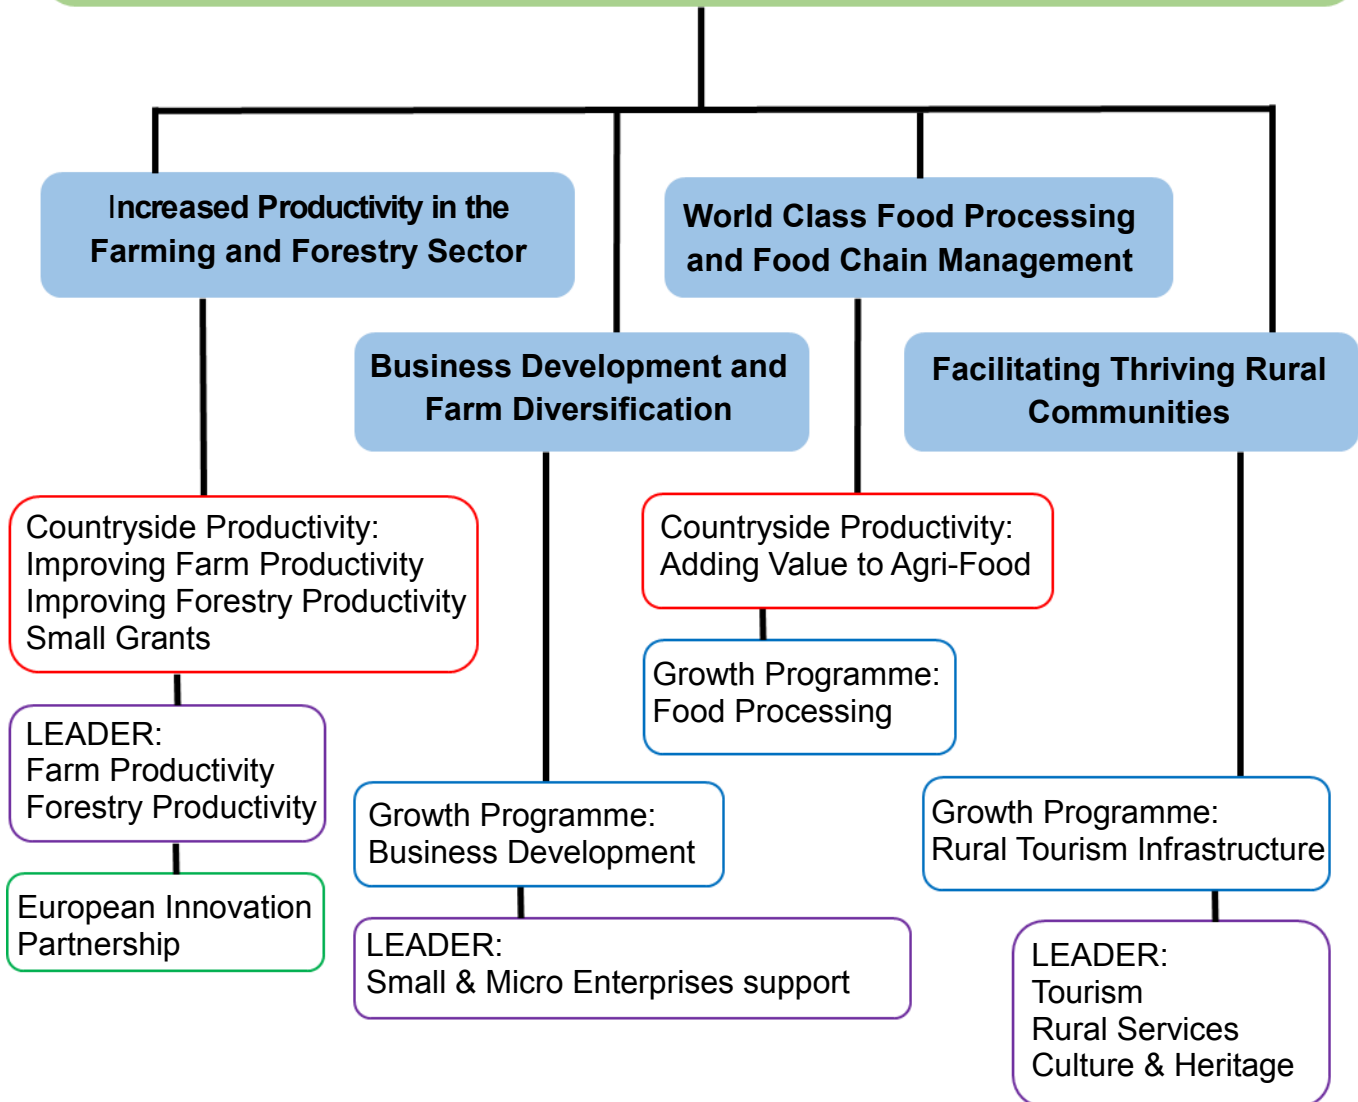 Increased Productivity in the
Farming and Forestry Sector
World Class Food Processing
and Food Chain Management
Business Development and
Farm Diversification
Facilitating Thriving Rural
Communities
Countryside Productivity:
Improving Farm Productivity
Improving Forestry Productivity
Small Grants
Countryside Productivity:
Adding Value to Agri-Food
Growth Programme:
Food Processing
LEADER:
Farm Productivity
Forestry Productivity
Growth Programme:
Business Development
Growth Programme:
Rural Tourism Infrastructure
European Innovation
Partnership
LEADER:
Small & Micro Enterprises support
LEADER:
Tourism
Rural Services
Culture & Heritage